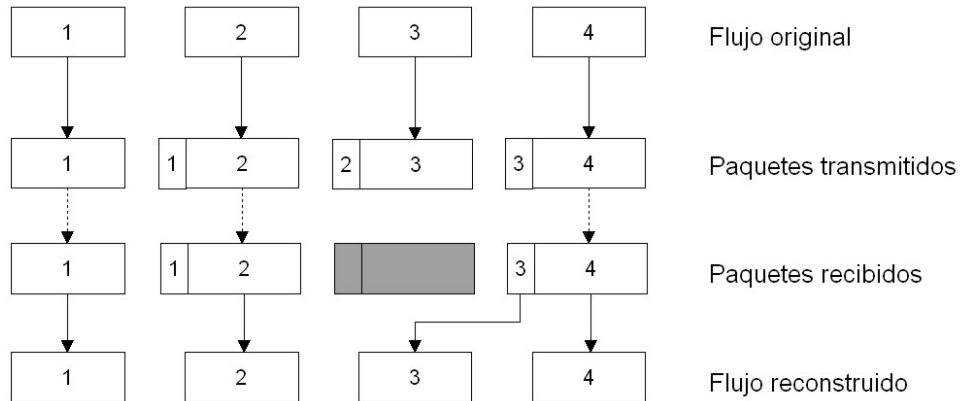 1 2 3 4 Flujo original
1 1 2 2 3 3 4 Paquetes transmitidos
1 1 2 3 4 Paquetes recibidos
1 2 3 4 Flujo reconstruido